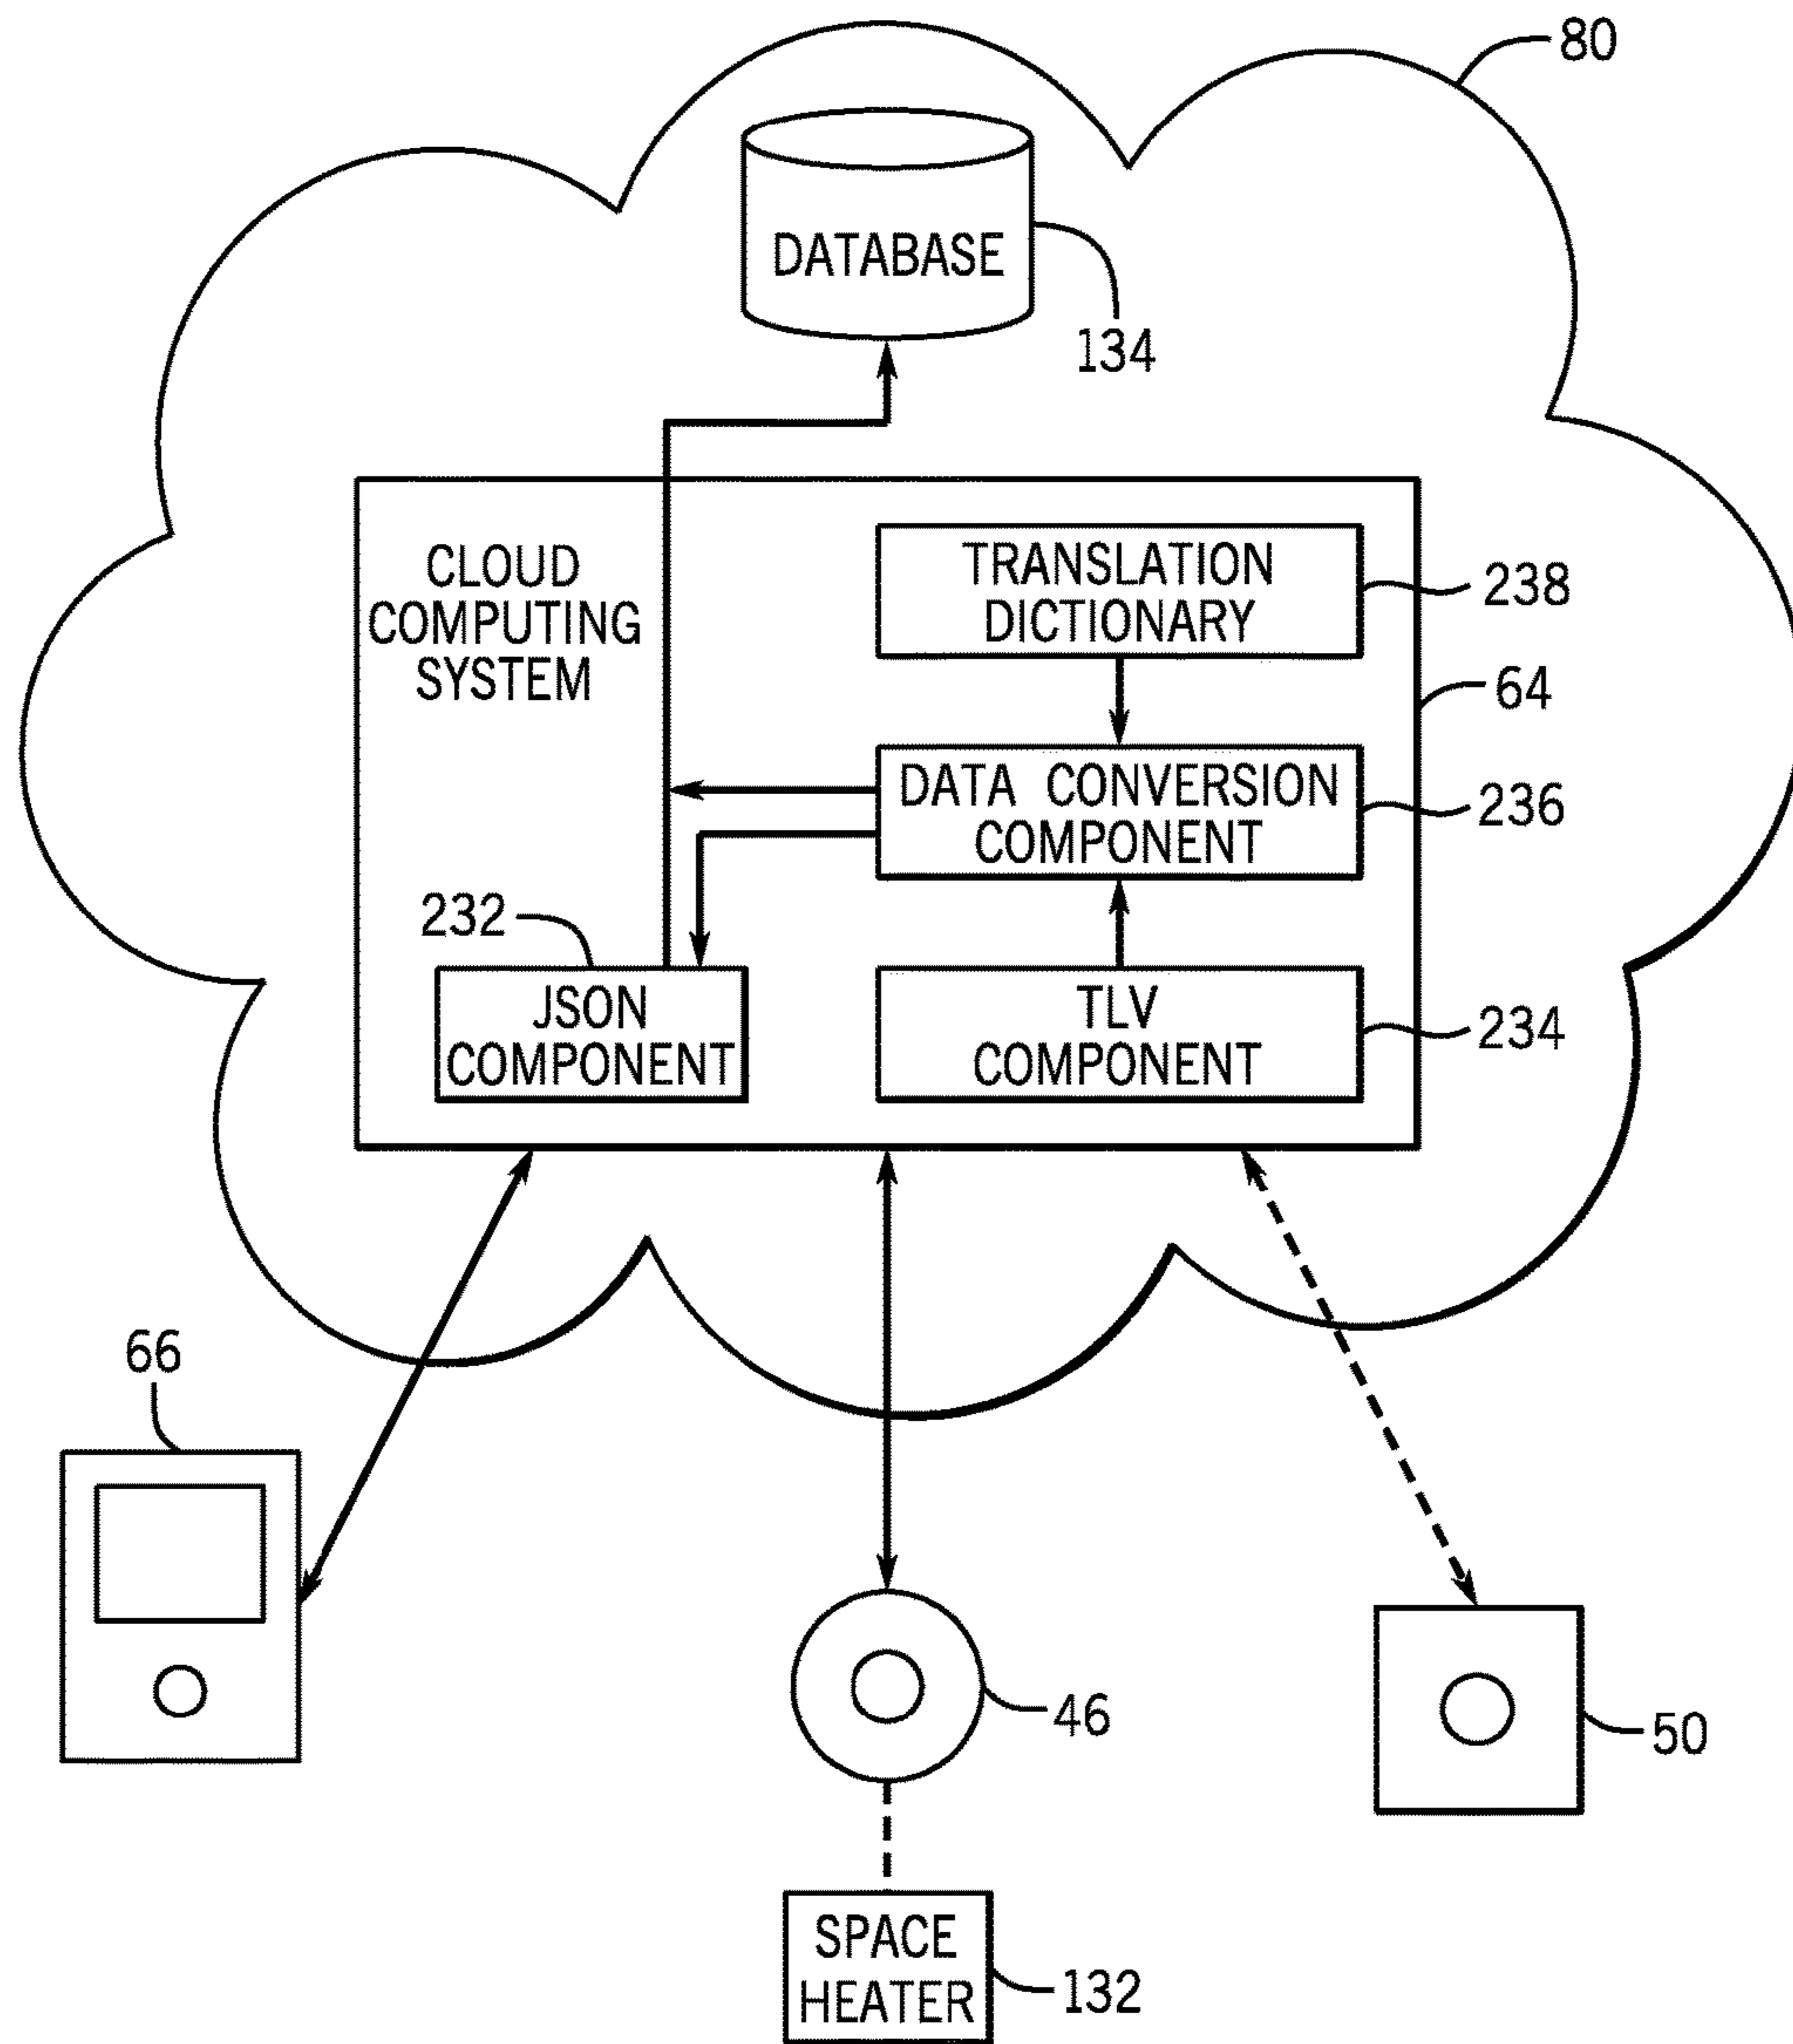 80
DATABASE
134
CLOUD
COMPUTING
SYSTEM
TRANSLATION
DICTIONARY
238
64
DATA CONVERSION
COMPONENT
236
232
JSON
COMPONENT
TLV
COMPONENT
234
66
46
50
SPACE
HEATER
132